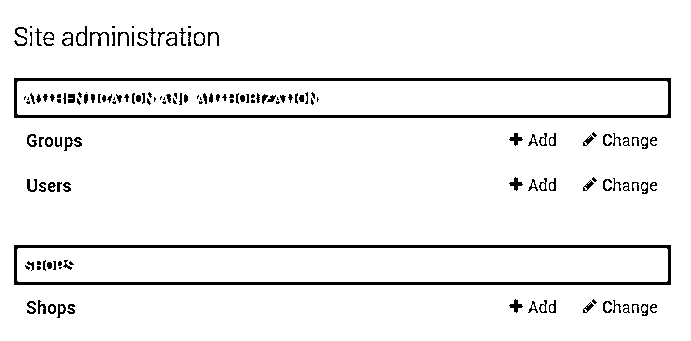 Site administration
AUTHENTICATION AND AUTHORIZATION
Groups + Add Change
Users + Add Change
SHOPS
Shops + Add Change